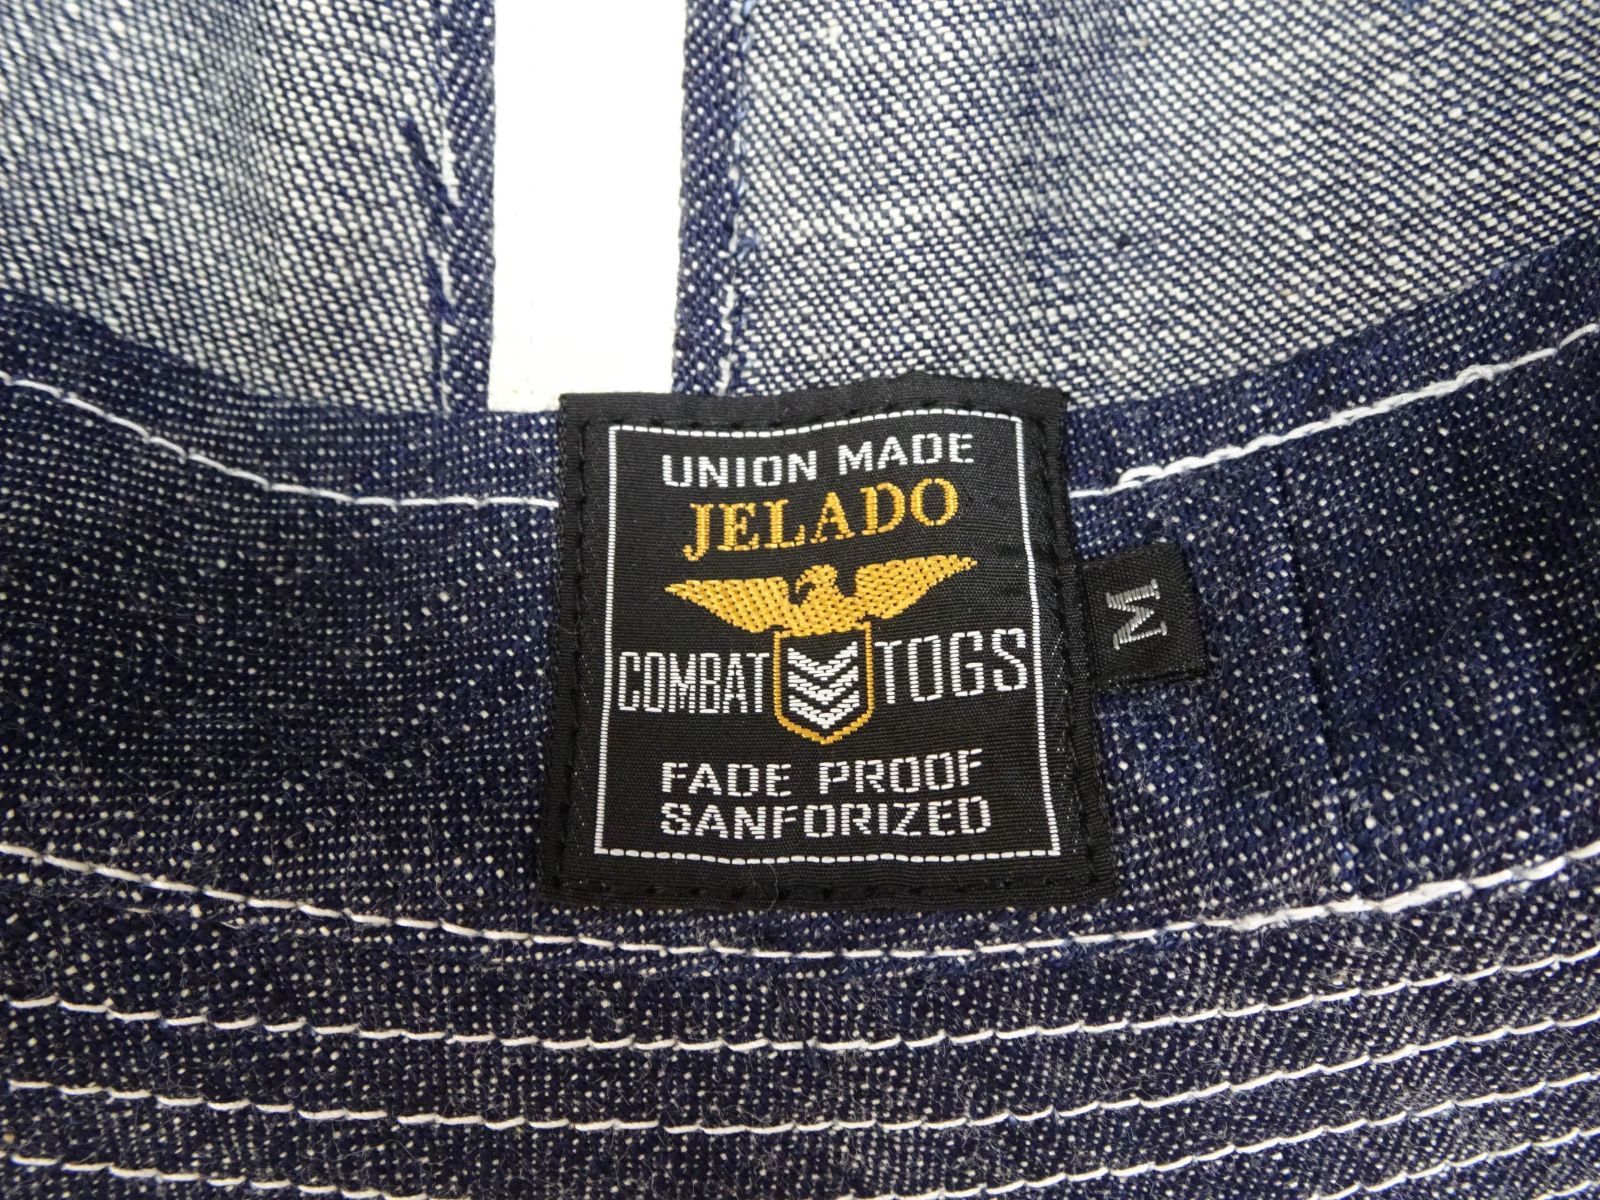 UNION MADE
JELADO
COMBAT TOGS
FADE PROOF
SANFORIZED
M